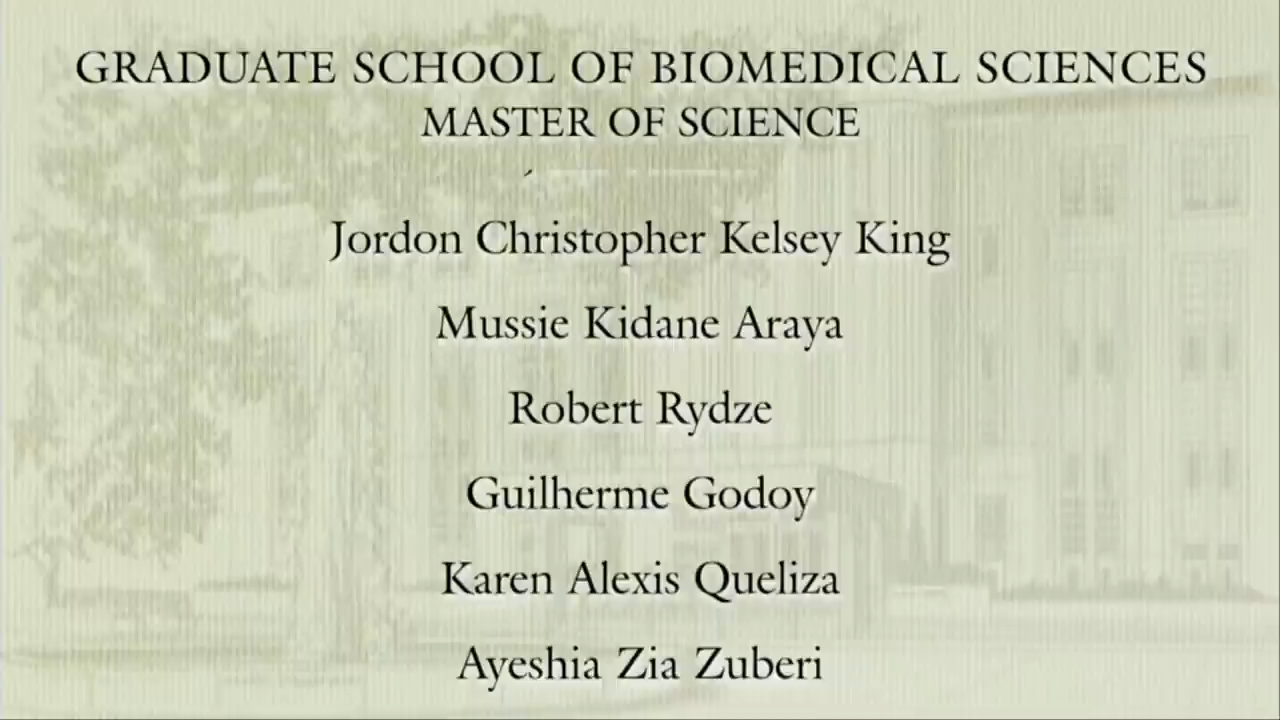 GRADUATE SCHOOL OF BIOMEDICAL SCIENCES
MASTER OF SCIENCE
Jordon Christopher Kelsey King
Mussie Kidane Araya
Robert Rydze
Guilherme Godoy
Karen Alexis Queliza
Ayeshia Zia Zuberi